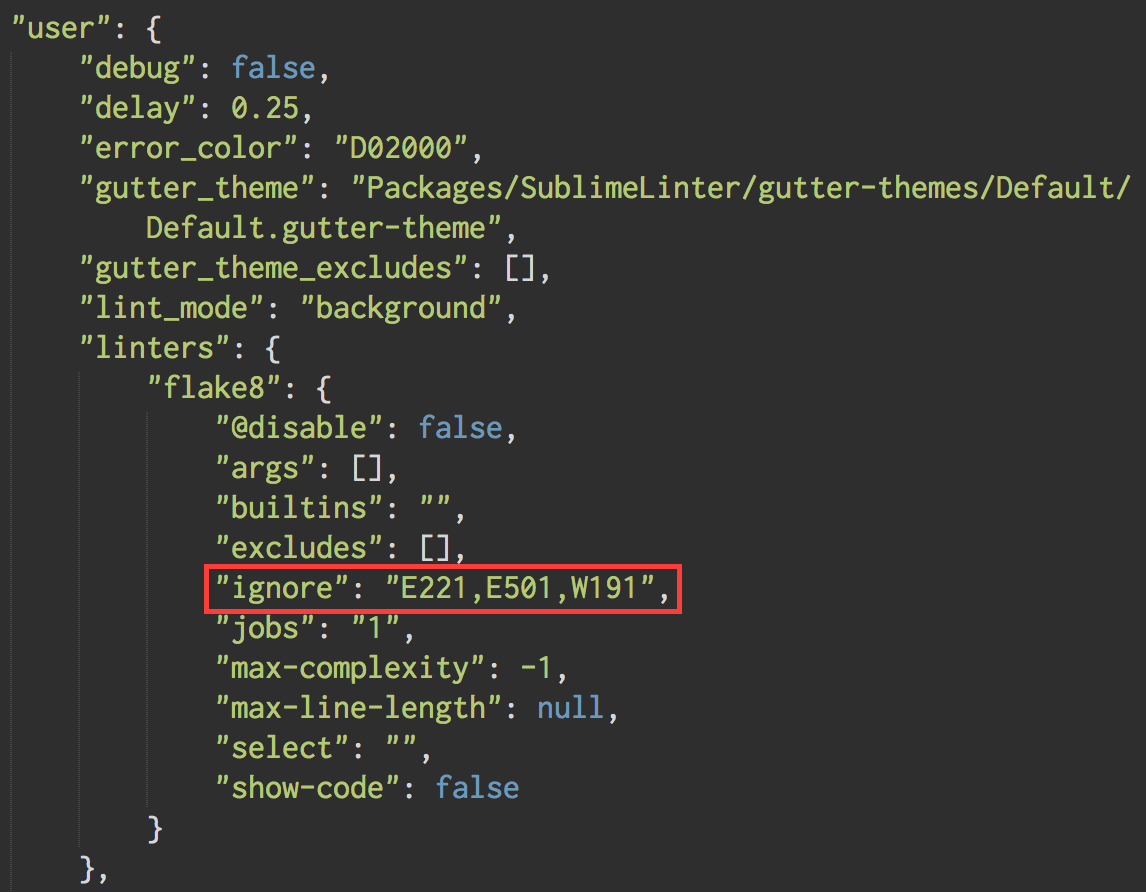 "user": {
"debug": false,
"delay": 0.25,
"error_color": "D02000",
"gutter_theme": "Packages/SublimeLinter/gutter-themes/Default/
Default.gutter-theme",
"gutter_theme_excludes": [],
"lint_mode": "background",
"linters": {
"flake8": {
"@disable": false,
"args": [],
"builtins": "",
"excludes": [],
"ignore": "E221,E501,W191",
"jobs": "1",
"max-complexity": -1,
"max-line-length": null,
"select": "",
"show-code": false
}
},